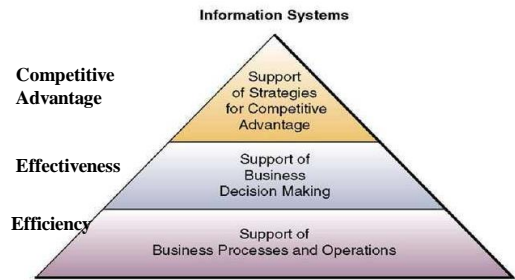 Information Systems
Competitive
Advantage
Support
of Strategies
for Competitive
Advantage
Effectiveness
Support of
Business
Decision Making
Efficiency
Support of
Business Processes and Operations